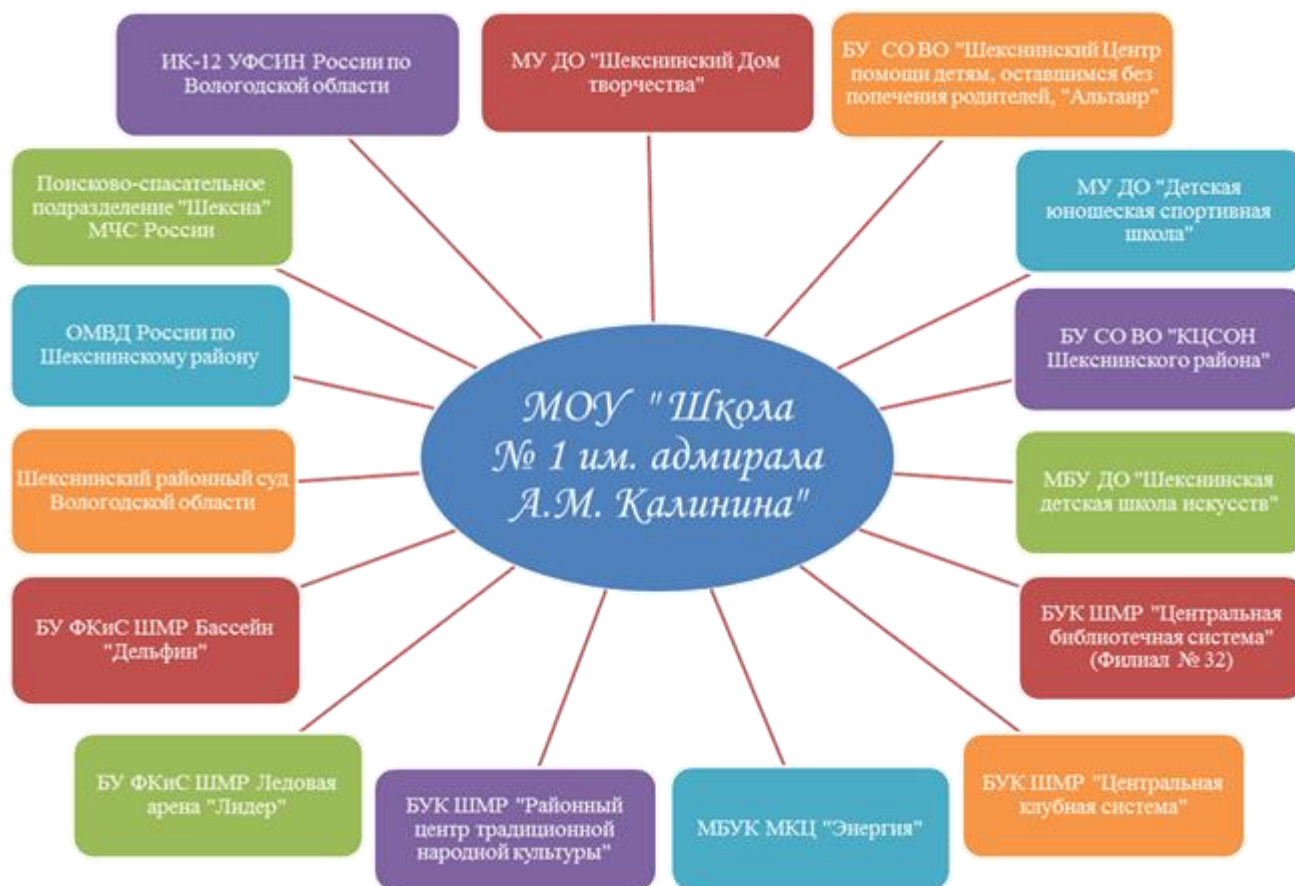 ИК-12 УФСИН России по
Вологодской области
МУ ДО "Шекснинский Дом
творчества"
БУ СО ВО "Шекснинский Центр
помощи детям, оставшимся без
попечения родителей, "Альтаир"
Поисково-спасательное
подразделение "Шексна"
МЧС России
МУ ДО "Детская
юношеская спортивная
школа"
ОМВД России по
Шекснинскому району
БУ СО ВО "КЦСОН
Шекснинского района"
МОУ "Школа
№ 1 им. адмирала
А.М. Калинина"
Шекснинский районный суд
Вологодской области
МБУ ДО "Шекснинская
детская школа искусств"
БУ ФКиС ШМР Бассейн
"Дельфин"
БУК ШМР "Центральная
библиотечная система"
(Филиал № 32)
БУ ФКиС ШМР Ледовая
арена "Лидер"
БУК ШМР "Районный
центр традиционной
народной культуры"
МБУК МКЦ "Энергия"
БУК ШМР "Центральная
клубная система"